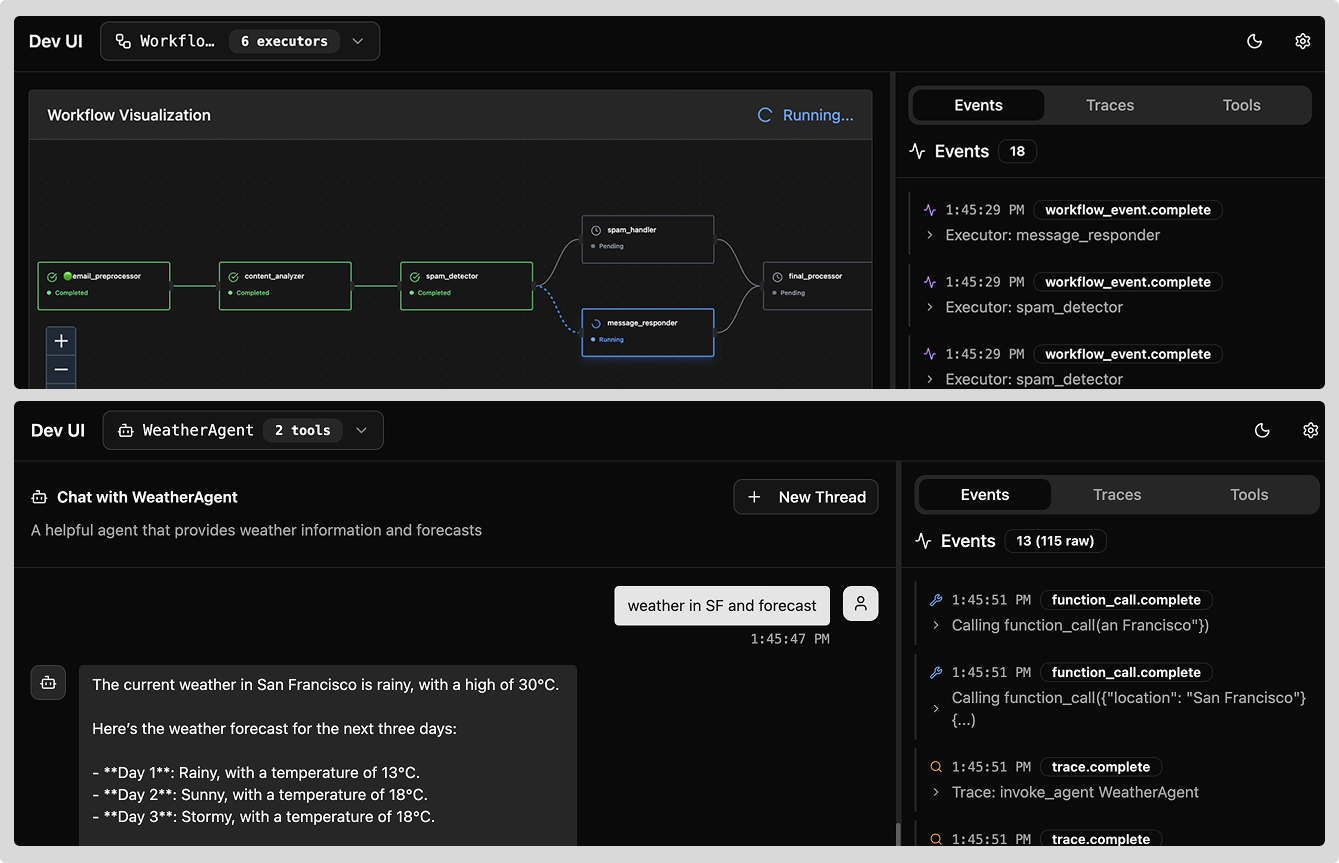 Dev UI
Workflo…
6 executors
Workflow Visualization
Running...
email_preprocessor
Completed
content_analyzer
Completed
spam_detector
Completed
spam_handler
Pending
message_responder
Running
final_processor
Pending
+
−
Events
Traces
Tools
Events
18
1:45:29 PM workflow_event.complete
Executor: message_responder
1:45:29 PM workflow_event.complete
Executor: spam_detector
1:45:29 PM workflow_event.complete
Executor: spam_detector
Dev UI
WeatherAgent
2 tools
Chat with WeatherAgent
+ New Thread
A helpful agent that provides weather information and forecasts
weather in SF and forecast
1:45:47 PM
The current weather in San Francisco is rainy, with a high of 30°C.
Here’s the weather forecast for the next three days:
- **Day 1**: Rainy, with a temperature of 13°C.
- **Day 2**: Sunny, with a temperature of 18°C.
- **Day 3**: Stormy, with a temperature of 18°C.
Events
Traces
Tools
Events
13 (115 raw)
1:45:51 PM function_call.complete
Calling function_call(an Francisco"})
1:45:51 PM function_call.complete
Calling function_call({"location": "San Francisco"}
{...)
1:45:51 PM trace.complete
Trace: invoke_agent WeatherAgent
1:45:51 PM trace.complete